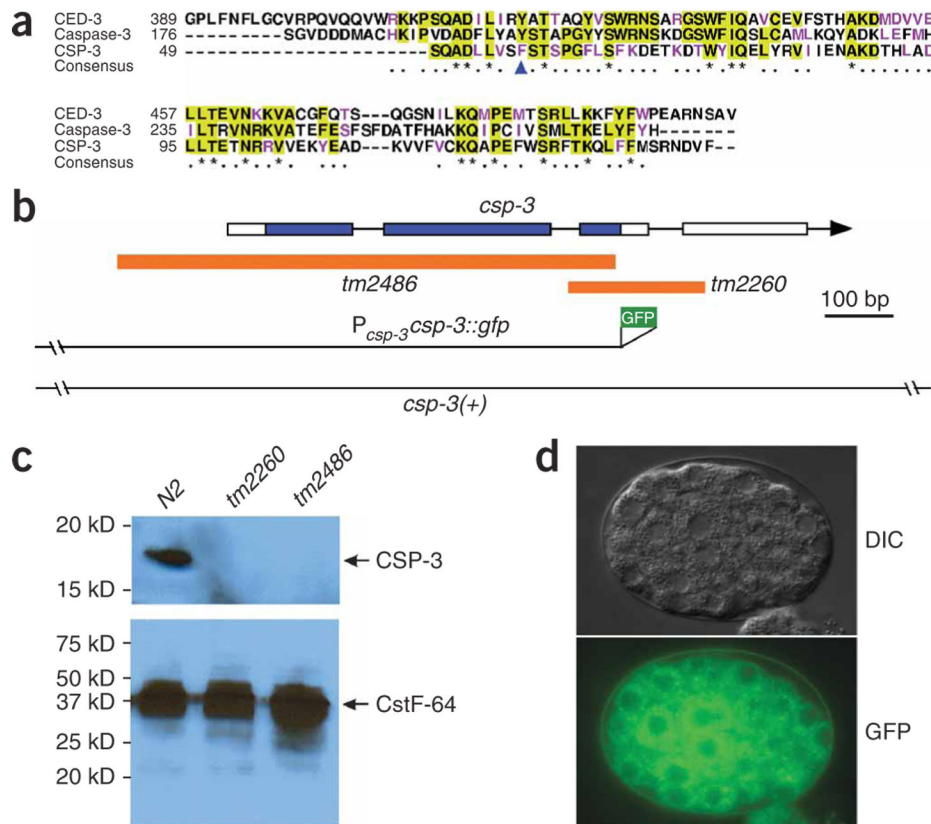 a
CED-3 389 GPLFNFLGCVRPQVQQVWRKKPSQADILIRYATTAQYVSWRNSARGSWFIQAVCEVFSTHAKDMDVVE
Caspase-3 176 ---------SGVDDDMACHKIPVDADFLYAYSTAPGYYSWRNSKDGSWFIQSLCAMLKQYADKLEFMH
CSP-3 49 ----------------------SQADLLVSFSTSPGFLSFKDETKDTWYIQELYRVIIENAKDTHLAD
Consensus
CED-3 457 LLTEVNKKVACGFQTS---QGSNILKQMPEMTSRLLKKFYFWPEARNSAV
Caspase-3 235 ILTRVNRKVATEFESFSFDATFHAKKQIPCIVSMLTKELYFYH-------
CSP-3 95 LLTETNRRVVEKYEAD---KVVFVCKQAPEFWSRFTKQLFFMSRNDVF--
Consensus
b
csp-3
tm2486
tm2260
100 bp
Pcsp-3csp-3::gfp
GFP
csp-3(+)
c
N2 tm2260 tm2486
20 kD
CSP-3
15 kD
75 kD
50 kD
37 kD
CstF-64
25 kD
20 kD
d
DIC
GFP